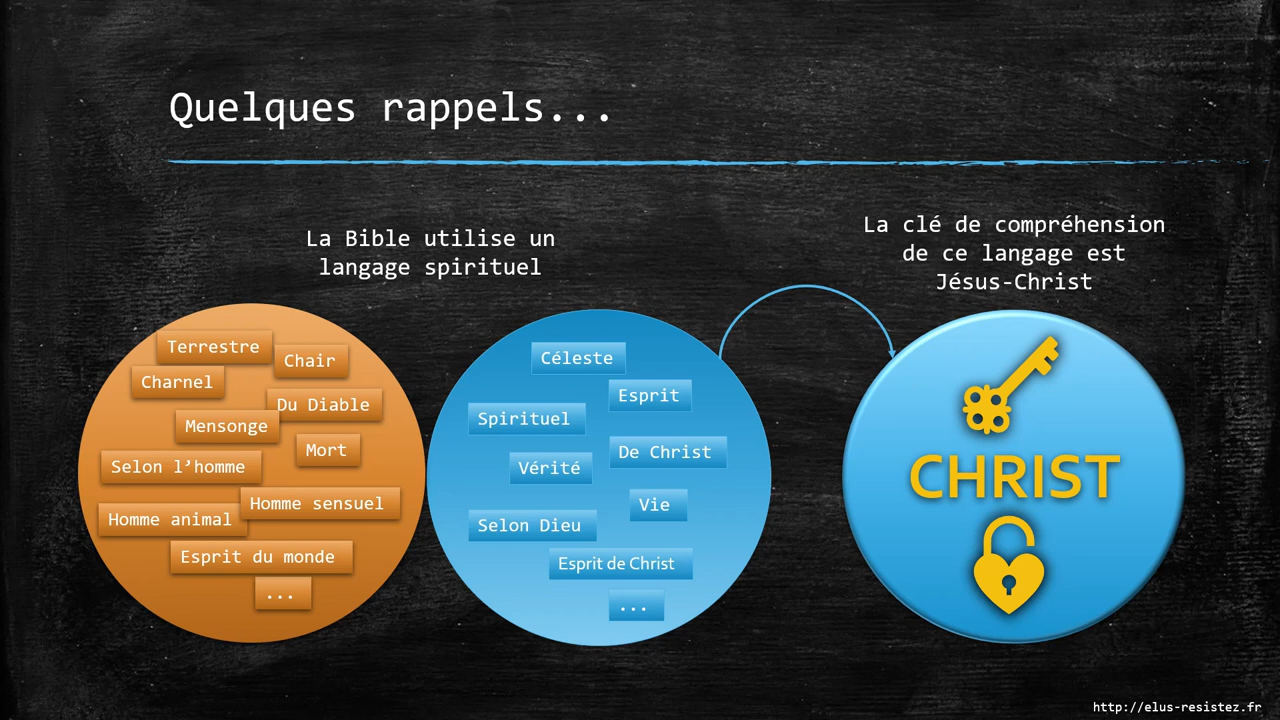 Quelques rappels...
La Bible utilise un
langage spirituel
La clé de compréhension
de ce langage est
Jésus-Christ
Terrestre
Chair
Charnel
Du Diable
Mensonge
Mort
Selon l’homme
Homme sensuel
Homme animal
Esprit du monde
...
Céleste
Esprit
Spirituel
De Christ
Vérité
Vie
Selon Dieu
Esprit de Christ
...
CHRIST
http://elus-resistez.fr